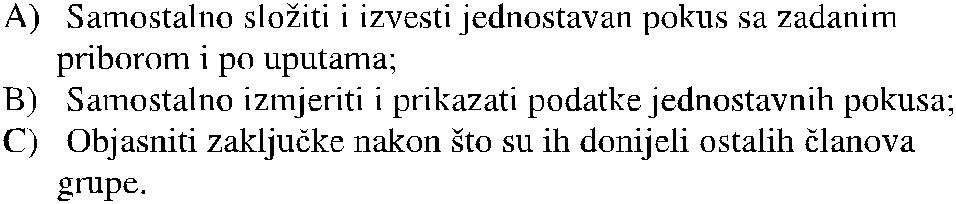 A) Samostalno složiti i izvesti jednostavan pokus sa zadanim
priborom i po uputama;
B) Samostalno izmjeriti i prikazati podatke jednostavnih pokusa;
C) Objasniti zaključke nakon što su ih donijeli ostalih članova
grupe.